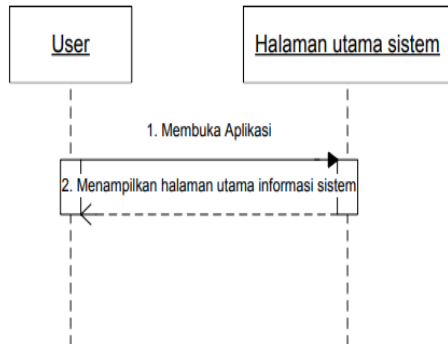 User
Halaman utama sistem
1. Membuka Aplikasi
2. Menampilkan halaman utama informasi sistem